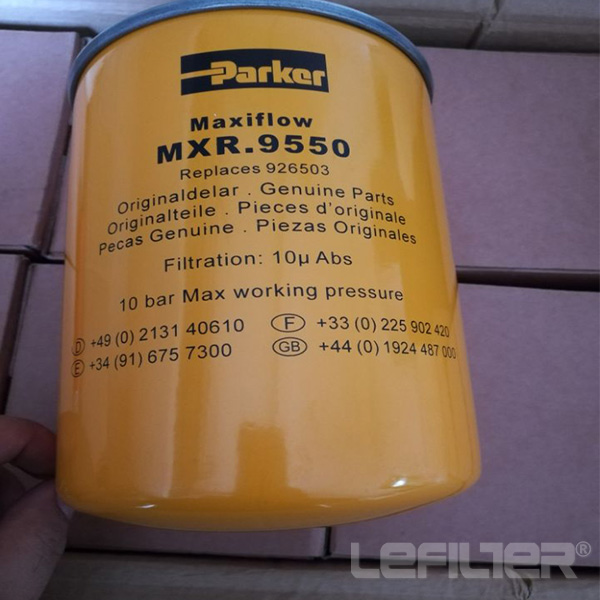 Parker
Maxiflow
MXR.9550
Replaces 926503
Originaldelar . Genuine Parts
Originalteile . Pieces d'originale
Pecas Genuine . Piezas Originales
Filtration: 10µ Abs
10 bar Max working pressure
D +49 (0) 2131 40610 F +33 (0) 225 902 420
E +34 (91) 675 7300 GB +44 (0) 1924 487 000
LEFILTER®